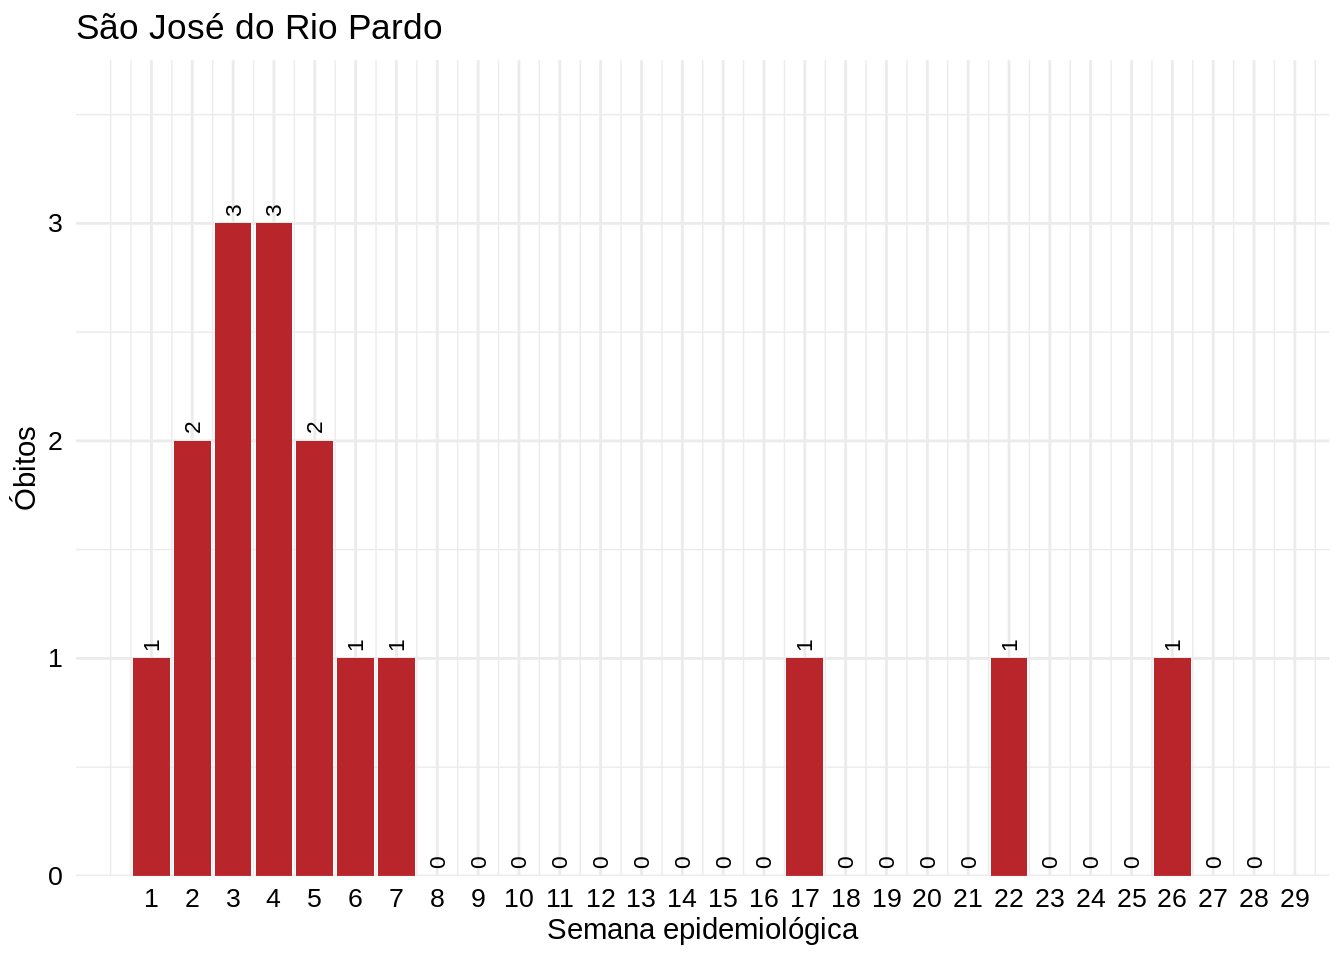 São José do Rio Pardo
3
2
1
0
Óbitos
1 2 3 3 2 1 1 0 0 0 0 0 0 0 0 0 1 0 0 0 0 1 0 0 0 1 0 0
1 2 3 4 5 6 7 8 9 10 11 12 13 14 15 16 17 18 19 20 21 22 23 24 25 26 27 28 29
Semana epidemiológica